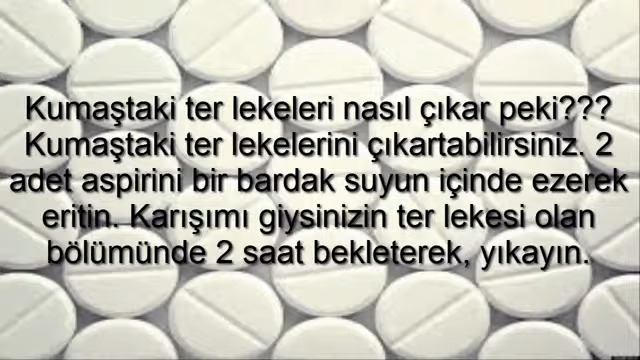 Kumaştaki ter lekeleri nasıl çıkar peki???
Kumaştaki ter lekelerini çıkartabilirsiniz. 2
adet aspirini bir bardak suyun içinde ezerek
eritin. Karışımı giysinizin ter lekesi olan
bölümünde 2 saat bekleterek, yıkayın.